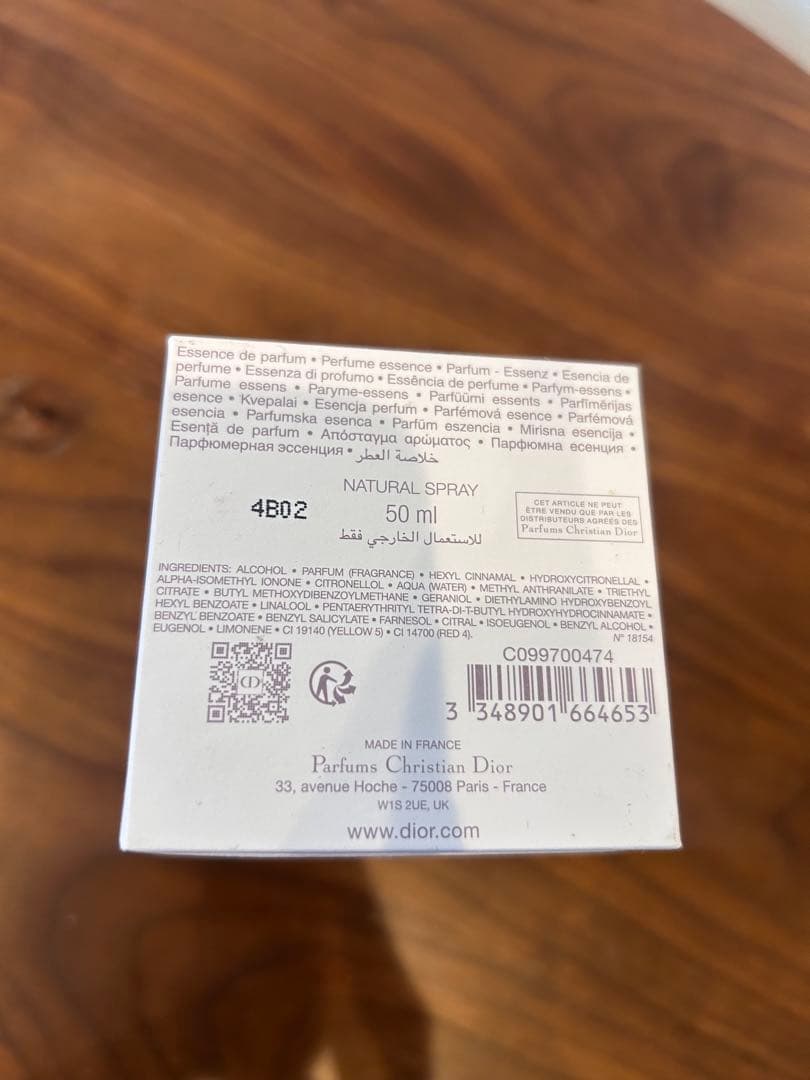 Essence de parfum • Perfume essence • Parfum - Essenz • Esencia de
perfume • Essenza di profumo • Essência de perfume • Parfym-essens •
Parfume essens • Paryme-essens • Parfüümi essents • Parfimērijas
esence • Kvepalai • Esencja perfum • Parfémová esence • Parfémová
esencia • Parfumska esenca • Parfüm eszencia • Mirisna esencija •
Esență de parfum • Απόσταγμα αρώματος • Парфюмна есенция •
Парфюмерная эссенция • خلاصة العطر
NATURAL SPRAY
4B02
50 ml
للاستعمال الخارجي فقط
CET ARTICLE NE PEUT
ÊTRE VENDU QUE PAR LES
DISTRIBUTEURS AGRÉÉS DES
Parfums Christian Dior
INGREDIENTS: ALCOHOL • PARFUM (FRAGRANCE) • HEXYL CINNAMAL • HYDROXYCITRONELLAL •
ALPHA-ISOMETHYL IONONE • CITRONELLOL • AQUA (WATER) • METHYL ANTHRANILATE • TRIETHYL
CITRATE • BUTYL METHOXYDIBENZOYLMETHANE • GERANIOL • DIETHYLAMINO HYDROXYBENZOYL
HEXYL BENZOATE • LINALOOL • PENTAERYTHRITYL TETRA-DI-T-BUTYL HYDROXYHYDROCINNAMATE •
BENZYL BENZOATE • BENZYL SALICYLATE • FARNESOL • CITRAL • ISOEUGENOL • BENZYL ALCOHOL •
EUGENOL • LIMONENE • CI 19140 (YELLOW 5) • CI 14700 (RED 4).
N° 18154
CD
C099700474
3 348901 664653
MADE IN FRANCE
Parfums Christian Dior
33, avenue Hoche - 75008 Paris - France
W1S 2UE, UK
www.dior.com